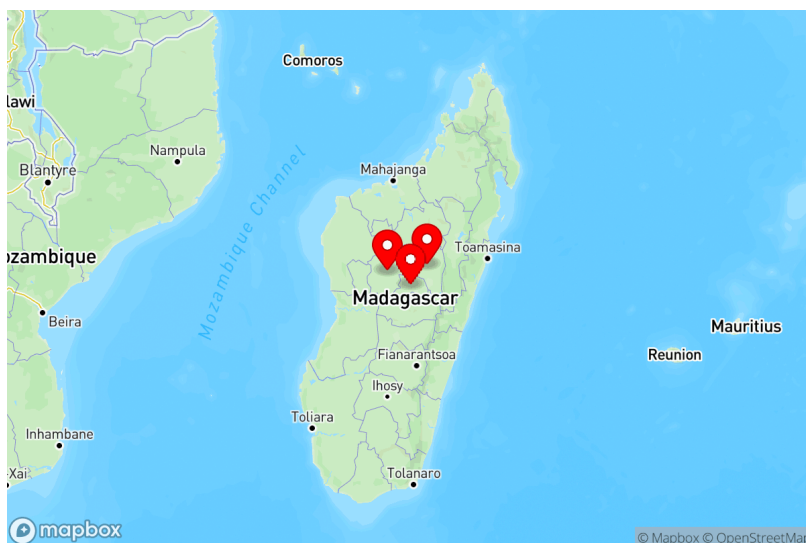 Comoros
lawi
Nampula
Blantyre
Mahajanga
Mozambique Channel
ozambique
Toamasina
Madagascar
Beira
Mauritius
Reunion
Fianarantsoa
Ihosy
Toliara
Inhambane
-Xai
Tolanaro
mapbox
© Mapbox © OpenStreetMap